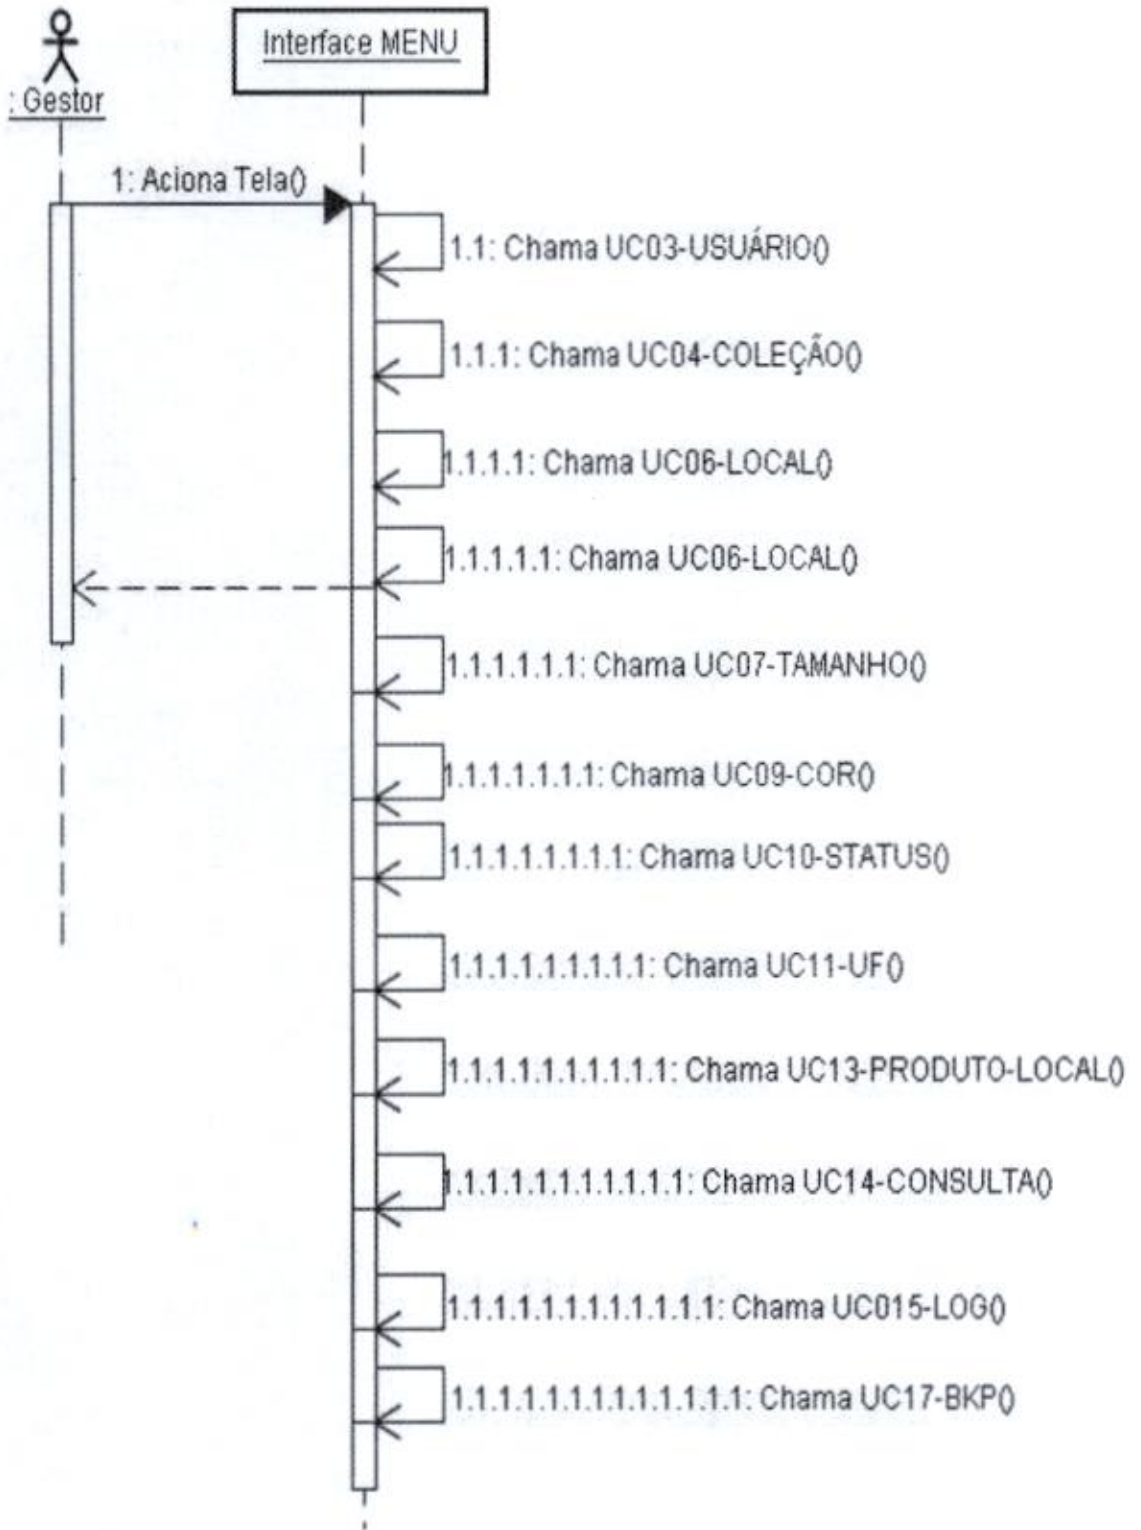 Interface MENU
: Gestor
1: Aciona Tela()
1.1: Chama UC03-USUÁRIO()
1.1.1: Chama UC04-COLEÇÃO()
1.1.1.1: Chama UC06-LOCAL()
1.1.1.1.1: Chama UC06-LOCAL()
1.1.1.1.1.1: Chama UC07-TAMANHO()
1.1.1.1.1.1.1: Chama UC09-COR()
1.1.1.1.1.1.1.1: Chama UC10-STATUS()
1.1.1.1.1.1.1.1.1: Chama UC11-UF()
1.1.1.1.1.1.1.1.1.1: Chama UC13-PRODUTO-LOCAL()
1.1.1.1.1.1.1.1.1.1.1: Chama UC14-CONSULTA()
1.1.1.1.1.1.1.1.1.1.1.1: Chama UC015-LOG()
1.1.1.1.1.1.1.1.1.1.1.1.1: Chama UC17-BKP()